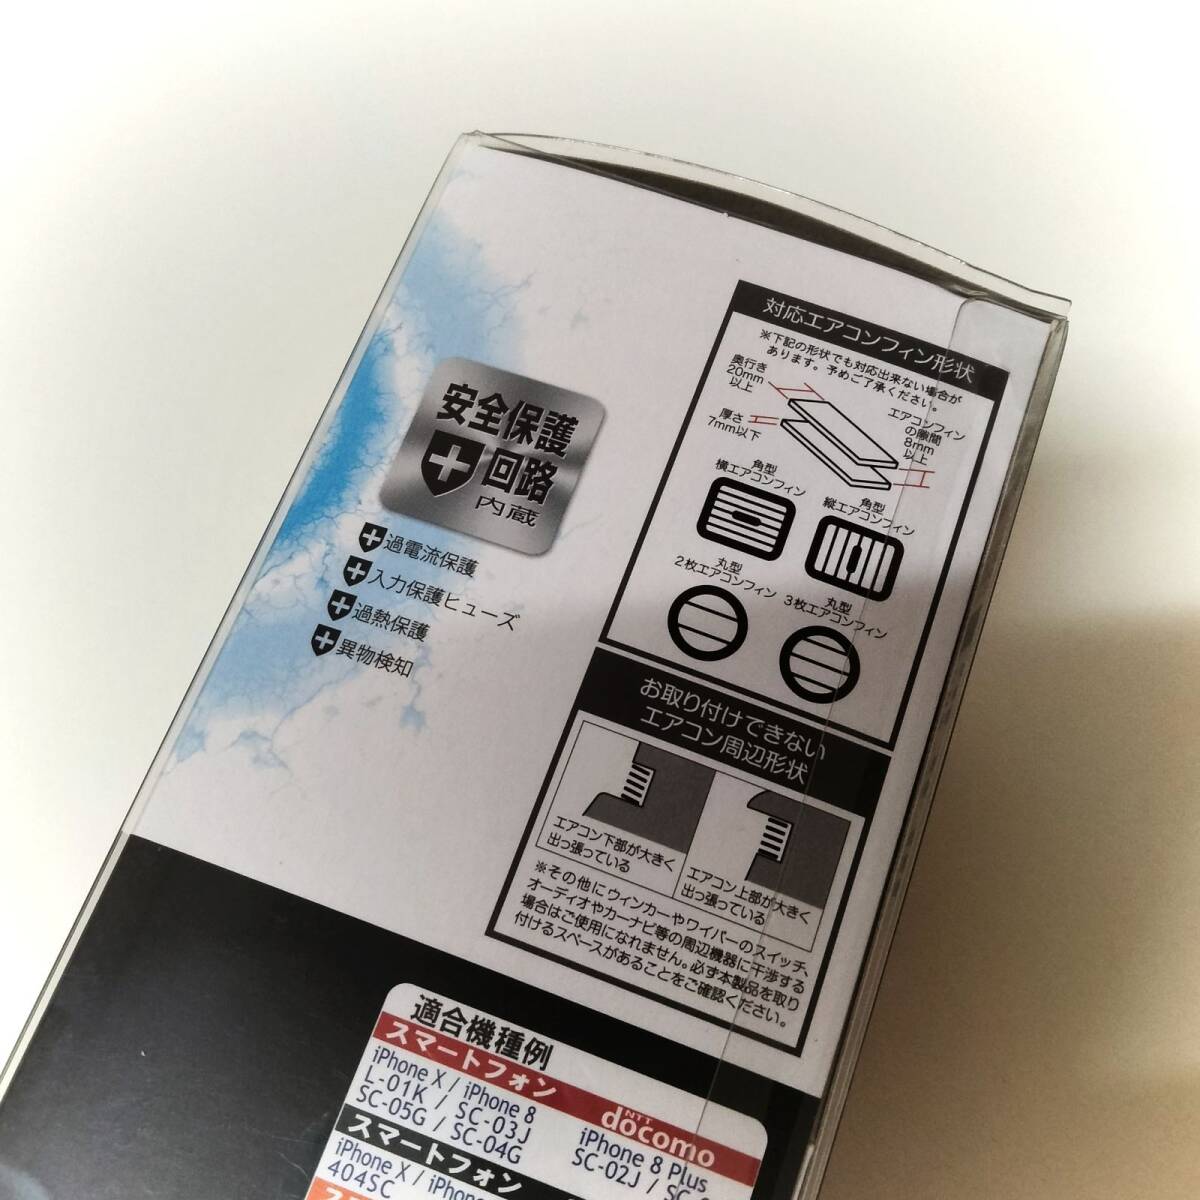 安全保護
回路
内蔵
過電流保護
入力保護ヒューズ
過熱保護
異物検知
対応エアコンフィン形状
※下記の形状でも対応出来ない場合が
あります。予めご了承ください。
奥行き
20mm
以上
厚さ
7mm以下
エアコンフィン
の隙間
8mm
以上
角型
横エアコンフィン
角型
縦エアコンフィン
丸型
2枚エアコンフィン
丸型
3枚エアコンフィン
お取り付けできない
エアコン周辺形状
エアコン下部が大きく
出っ張っている
エアコン上部が大きく
出っ張っている
※その他にウィンカーやワイパーのスイッチ、
オーディオやカーナビ等の周辺機器に干渉する
場合はご使用になれません。必ず本製品を取り
付けるスペースがあることをご確認ください。
適合機種例
スマートフォン
NTT
docomo
iPhone X / iPhone 8
iPhone 8 Plus
L-01K / SC-03J
SC-02J /
SC-05G / SC-04G
スマートフォン
iPhone X /
404SC